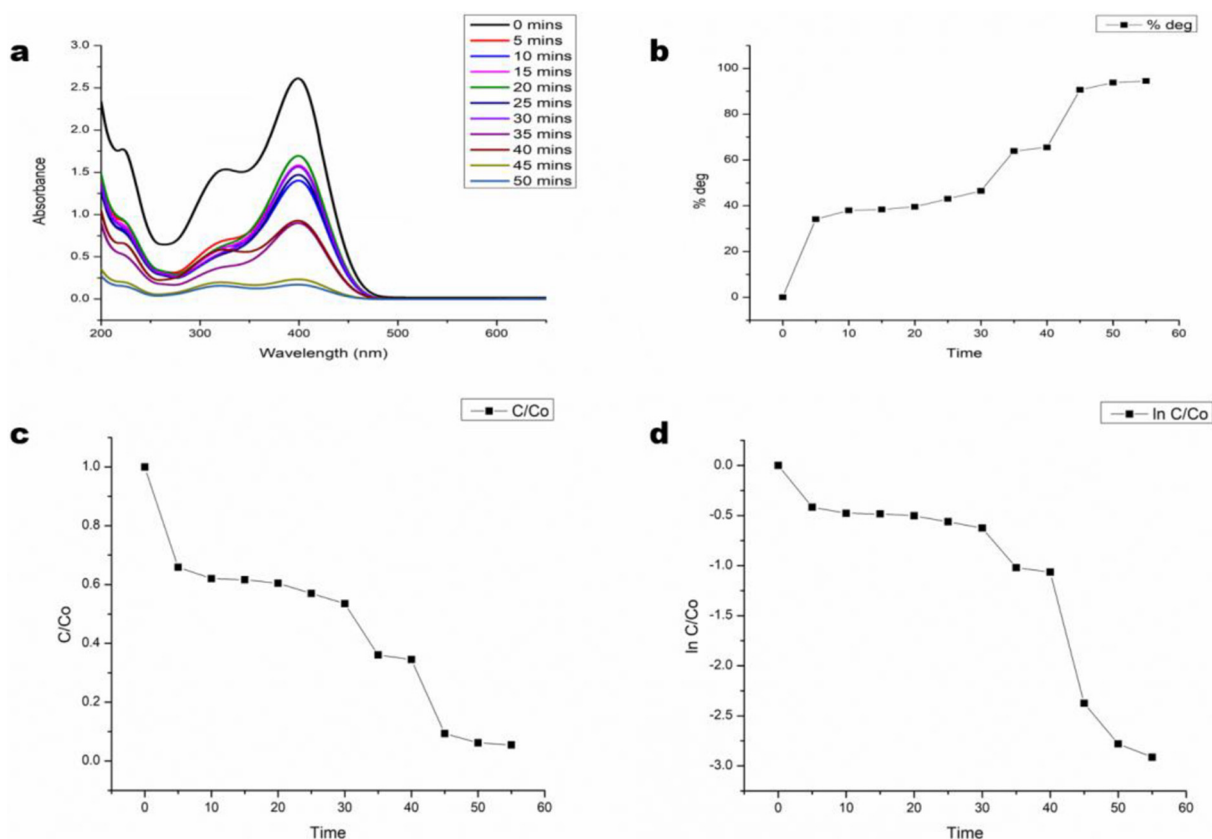 a
0 mins
5 mins
10 mins
15 mins
20 mins
25 mins
30 mins
35 mins
40 mins
45 mins
50 mins
3.0
2.5
2.0
1.5
1.0
0.5
0.0
Absorbance
200
300
400
500
600
Wavelength (nm)
b
% deg
100
80
60
40
20
0
% deg
0
10
20
30
40
50
60
Time
c
C/Co
1.0
0.8
0.6
0.4
0.2
0.0
C/Co
0
10
20
30
40
50
60
Time
d
ln C/Co
0.0
-0.5
-1.0
-1.5
-2.0
-2.5
-3.0
ln C/Co
0
10
20
30
40
50
60
Time